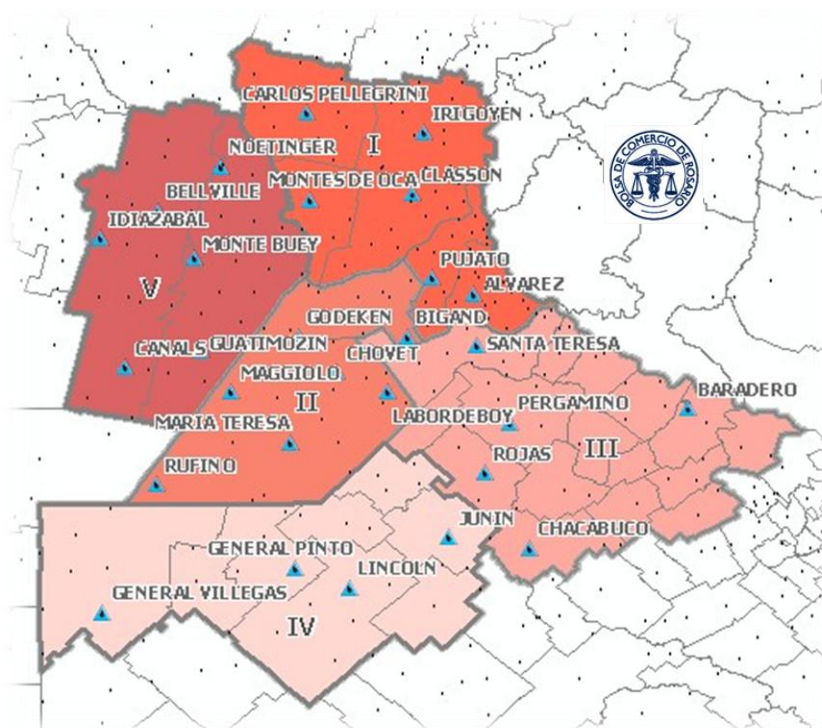 CARLOS PELLEGRINI
IRIGOYEN
I
NOETINGER
BELLVILLE
MONTES DE OCA
CLASSON
IDIAZABAL
MONTE BUEY
V
PUJATO
ALVAREZ
GODEKEN
BIGAND
CANALS
GUATIMOZIN
CHOVET
SANTA TERESA
MAGGIOLO
II
BARADERO
MARIA TERESA
LABORDEBOY
PERGAMINO
III
RUFINO
ROJAS
JUNIN
CHACABUCO
GENERAL PINTO
LINCOLN
GENERAL VILLEGAS
IV
BOLSA DE COMERCIO DE ROSARIO